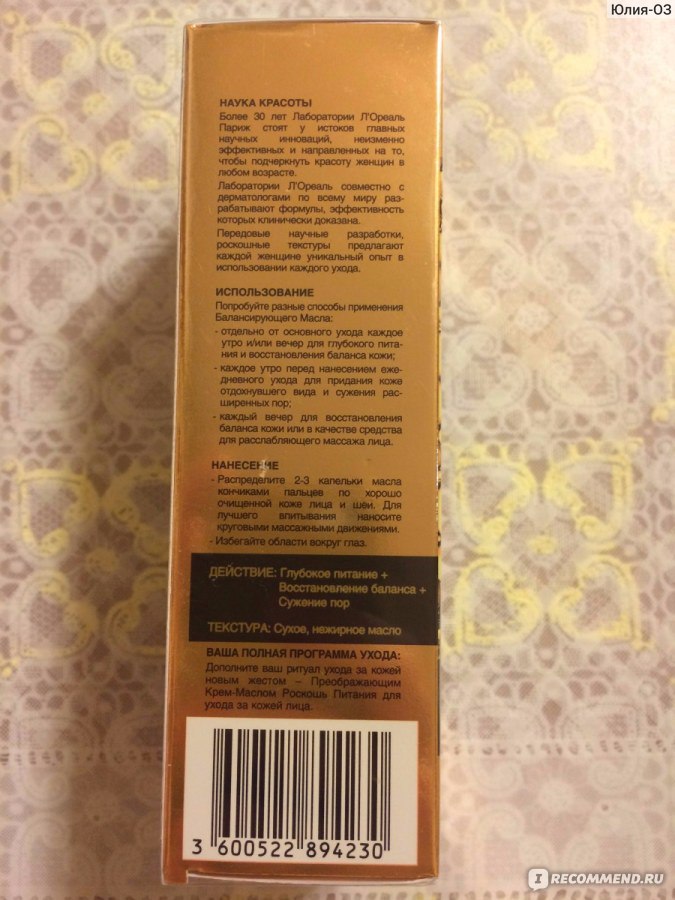 Юлия-03
НАУКА КРАСОТЫ
Более 30 лет Лаборатории Л'Ореаль
Париж стоят у истоков главных
научных инноваций, неизменно
эффективных и направленных на то,
чтобы подчеркнуть красоту женщин в
любом возрасте.
Лаборатории Л'Ореаль совместно с
дерматологами по всему миру раз-
рабатывают формулы, эффективность
которых клинически доказана.
Передовые научные разработки,
роскошные текстуры предлагают
каждой женщине уникальный опыт в
использовании каждого ухода.
ИСПОЛЬЗОВАНИЕ
Попробуйте разные способы применения
Балансирующего Масла:
- отдельно от основного ухода каждое
утро и/или вечер для глубокого пита-
ния и восстановления баланса кожи;
- каждое утро перед нанесением еже-
дневного ухода для придания коже
отдохнувшего вида и сужения рас-
ширенных пор;
- каждый вечер для восстановления
баланса кожи или в качестве средства
для расслабляющего массажа лица.
НАНЕСЕНИЕ
- Распределите 2-3 капельки масла
кончиками пальцев по хорошо
очищенной коже лица и шеи. Для
лучшего впитывания наносите
круговыми массажными движениями.
- Избегайте области вокруг глаз.
ДЕЙСТВИЕ: Глубокое питание +
Восстановление баланса +
Сужение пор
ТЕКСТУРА: Сухое, нежирное масло
ВАША ПОЛНАЯ ПРОГРАММА УХОДА:
Дополните ваш ритуал ухода за кожей
новым жестом – Преображающим
Крем-Маслом Роскошь Питания для
ухода за кожей лица.
3 600522 894230
I RECOMMEND.RU